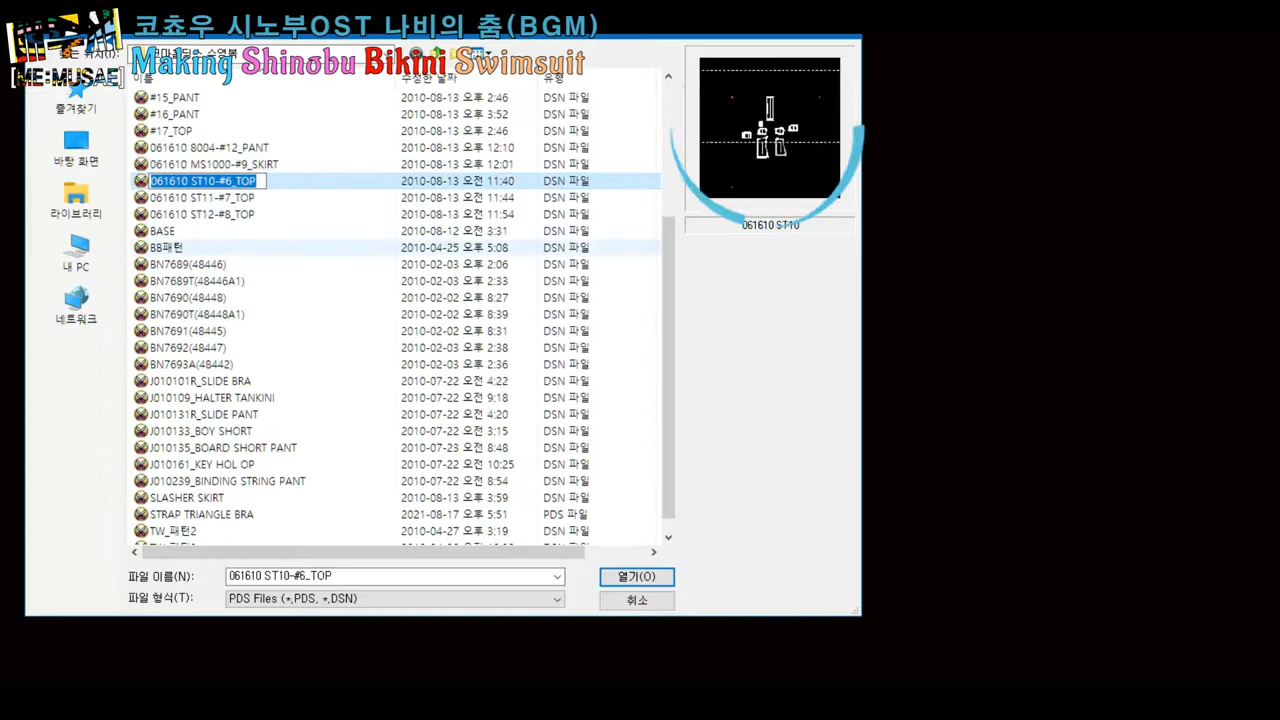 코쵸우 시노부OST 나비의 춤(BGM)
Making Shinobu Bikini Swimsuit
[ME:MUSAE]
이름 수정한 날짜 유형
#15_PANT 2010-08-13 오후 2:46 DSN 파일
#16_PANT 2010-08-13 오후 3:52 DSN 파일
#17_TOP 2010-08-13 오후 2:46 DSN 파일
061610 8004-#12_PANT 2010-08-13 오후 12:10 DSN 파일
061610 MS1000-#9_SKIRT 2010-08-13 오후 12:01 DSN 파일
061610 ST10-#6_TOP 2010-08-13 오전 11:40 DSN 파일
061610 ST11-#7_TOP 2010-08-13 오전 11:44 DSN 파일
061610 ST12-#8_TOP 2010-08-13 오전 11:54 DSN 파일
BASE 2010-08-12 오후 3:31 DSN 파일
BB패턴 2010-04-25 오후 5:08 DSN 파일
BN7689(48446) 2010-02-03 오후 2:06 DSN 파일
BN7689T(48446A1) 2010-02-03 오후 2:33 DSN 파일
BN7690(48448) 2010-02-02 오후 8:27 DSN 파일
BN7690T(48448A1) 2010-02-02 오후 8:39 DSN 파일
BN7691(48445) 2010-02-02 오후 8:31 DSN 파일
BN7692(48447) 2010-02-03 오후 2:38 DSN 파일
BN7693A(48442) 2010-02-03 오후 2:36 DSN 파일
J010101R_SLIDE BRA 2010-07-22 오후 4:22 DSN 파일
J010109_HALTER TANKINI 2010-07-22 오후 9:18 DSN 파일
J010131R_SLIDE PANT 2010-07-22 오후 4:20 DSN 파일
J010133_BOY SHORT 2010-07-22 오후 3:15 DSN 파일
J010135_BOARD SHORT PANT 2010-07-23 오전 8:48 DSN 파일
J010161_KEY HOL OP 2010-07-22 오전 10:25 DSN 파일
J010239_BINDING STRING PANT 2010-07-22 오후 8:54 DSN 파일
SLASHER SKIRT 2010-08-13 오후 3:59 DSN 파일
STRAP TRIANGLE BRA 2021-08-17 오후 5:51 PDS 파일
TW_패턴2 2010-04-27 오후 3:19 DSN 파일
즐겨찾기
바탕 화면
라이브러리
내 PC
네트워크
061610 ST10
파일 이름(N): 061610 ST10-#6_TOP 열기(O)
파일 형식(T): PDS Files (*,PDS, *,DSN) 취소